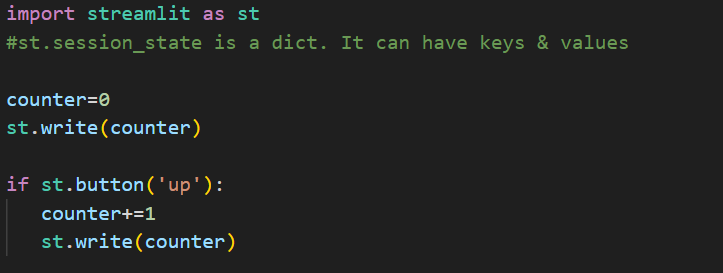 import streamlit as st
#st.session_state is a dict. It can have keys & values
counter=0
st.write(counter)
if st.button('up'):
counter+=1
st.write(counter)